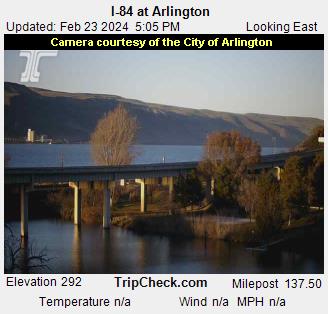 I-84 at Arlington
Updated: Feb 23 2024 5:05 PM Looking East
Camera courtesy of the City of Arlington
Elevation 292 TripCheck.com Milepost 137.50
Temperature n/a Wind n/a MPH n/a